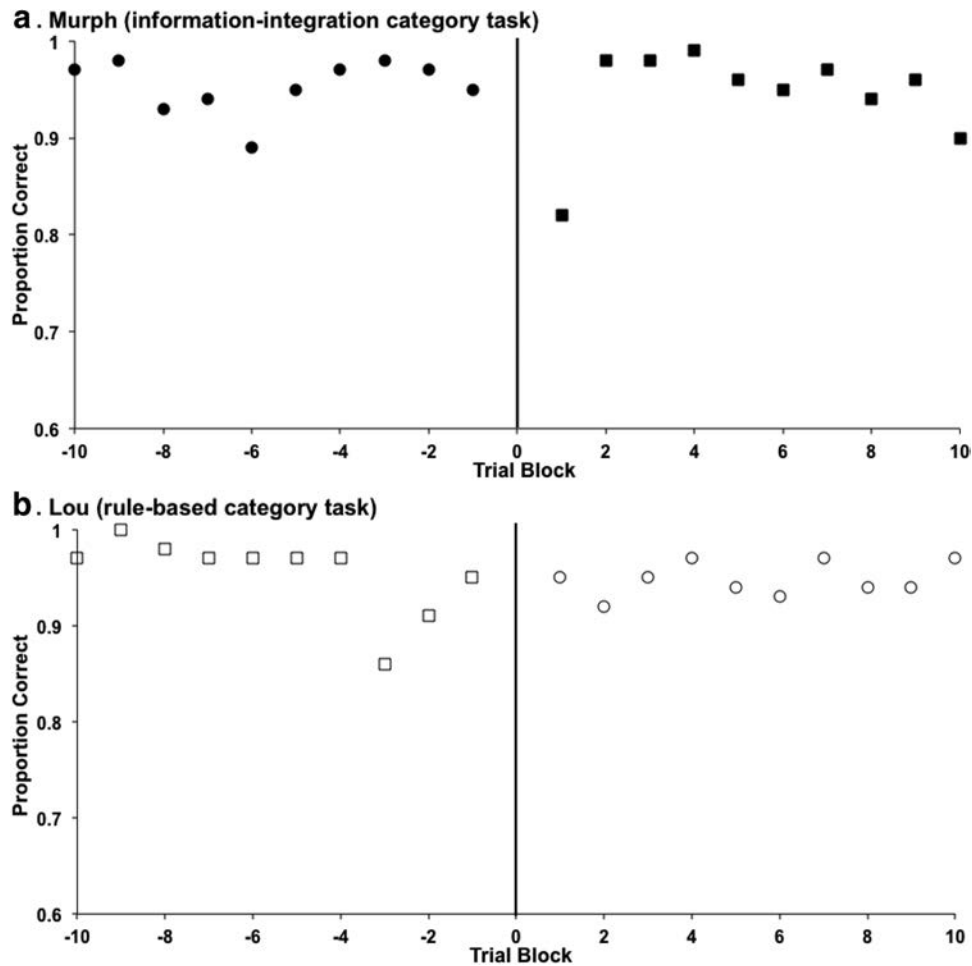 a. Murph (information-integration category task)
1
0.9
0.8
0.7
0.6
Proportion Correct
-10 -8 -6 -4 -2 0 2 4 6 8 10
Trial Block
b. Lou (rule-based category task)
1
0.9
0.8
0.7
0.6
Proportion Correct
-10 -8 -6 -4 -2 0 2 4 6 8 10
Trial Block